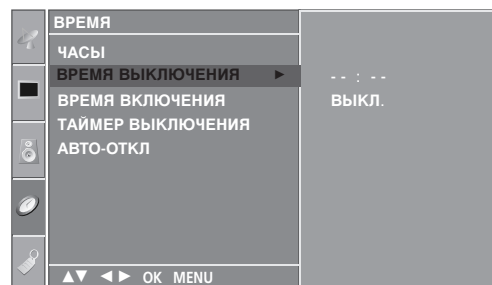 ВРЕМЯ
ЧАСЫ
ВРЕМЯ ВЫКЛЮЧЕНИЯ ► - - : - -
ВРЕМЯ ВКЛЮЧЕНИЯ ВЫКЛ.
ТАЙМЕР ВЫКЛЮЧЕНИЯ
АВТО-ОТКЛ
▲▼ ◄► OK MENU